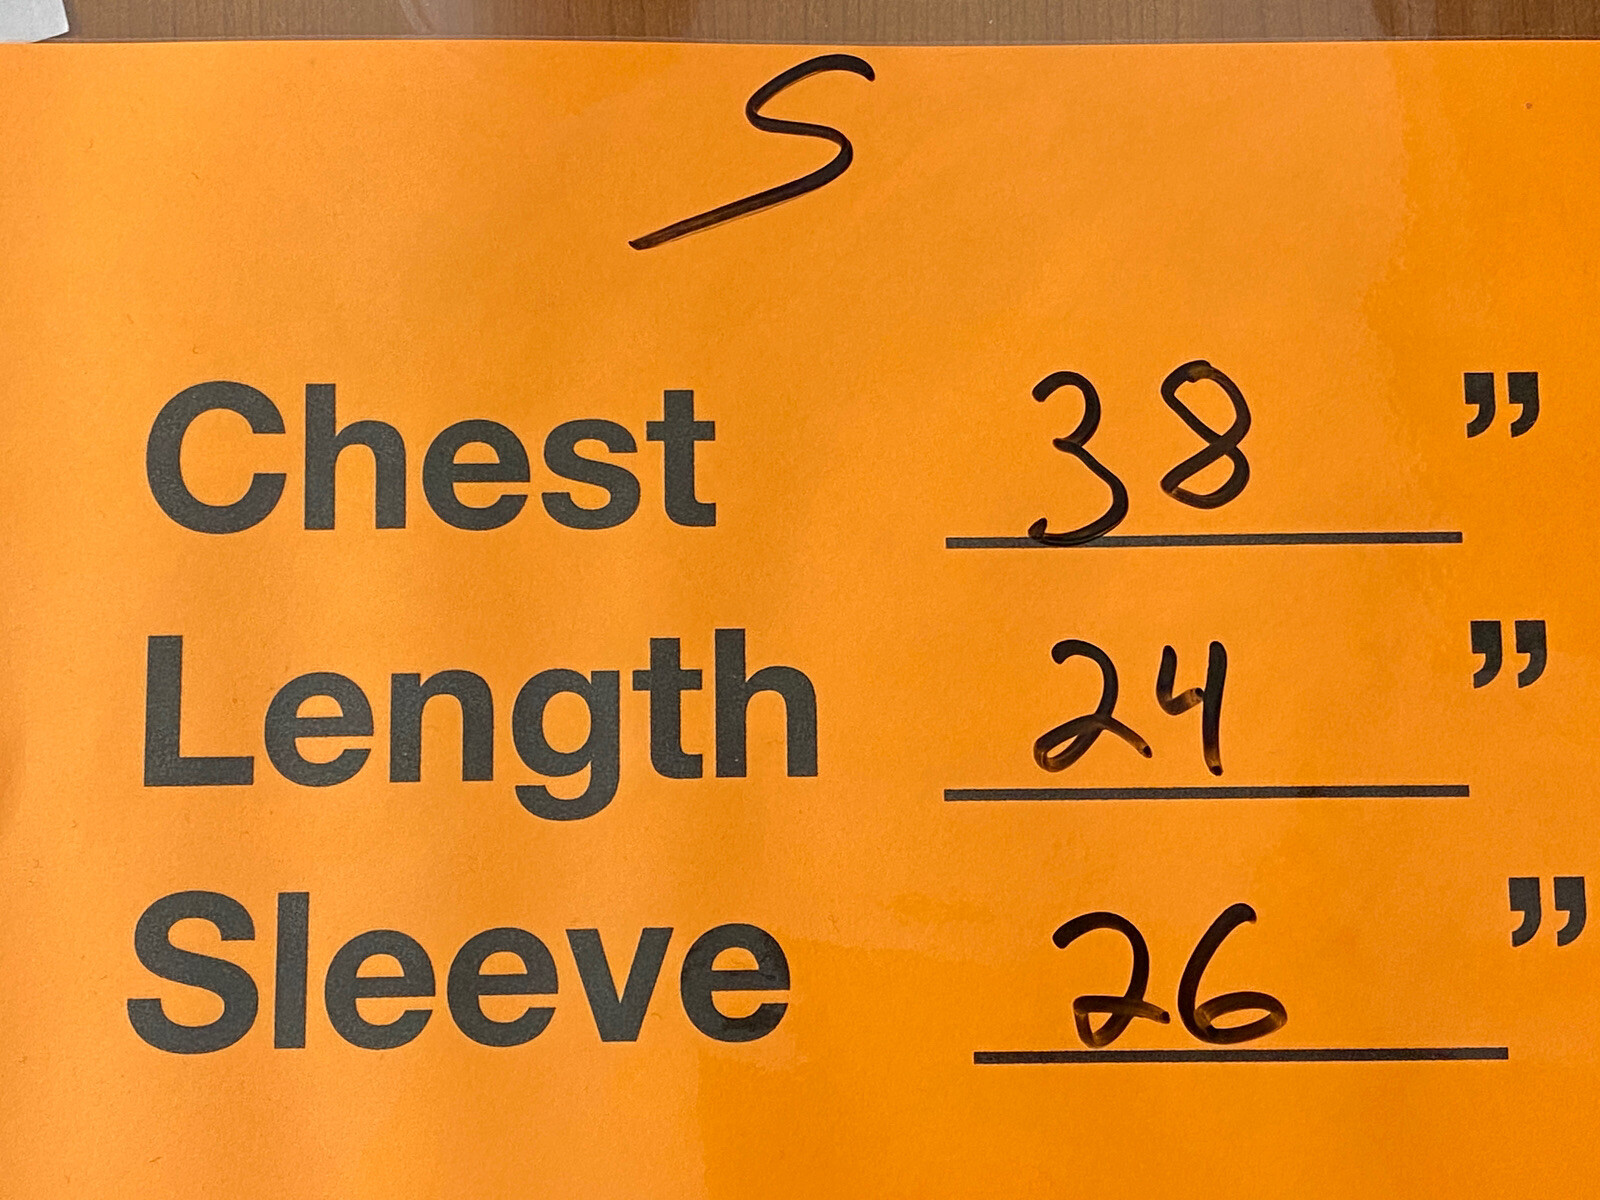 S
Chest 38”
Length 24”
Sleeve 26”